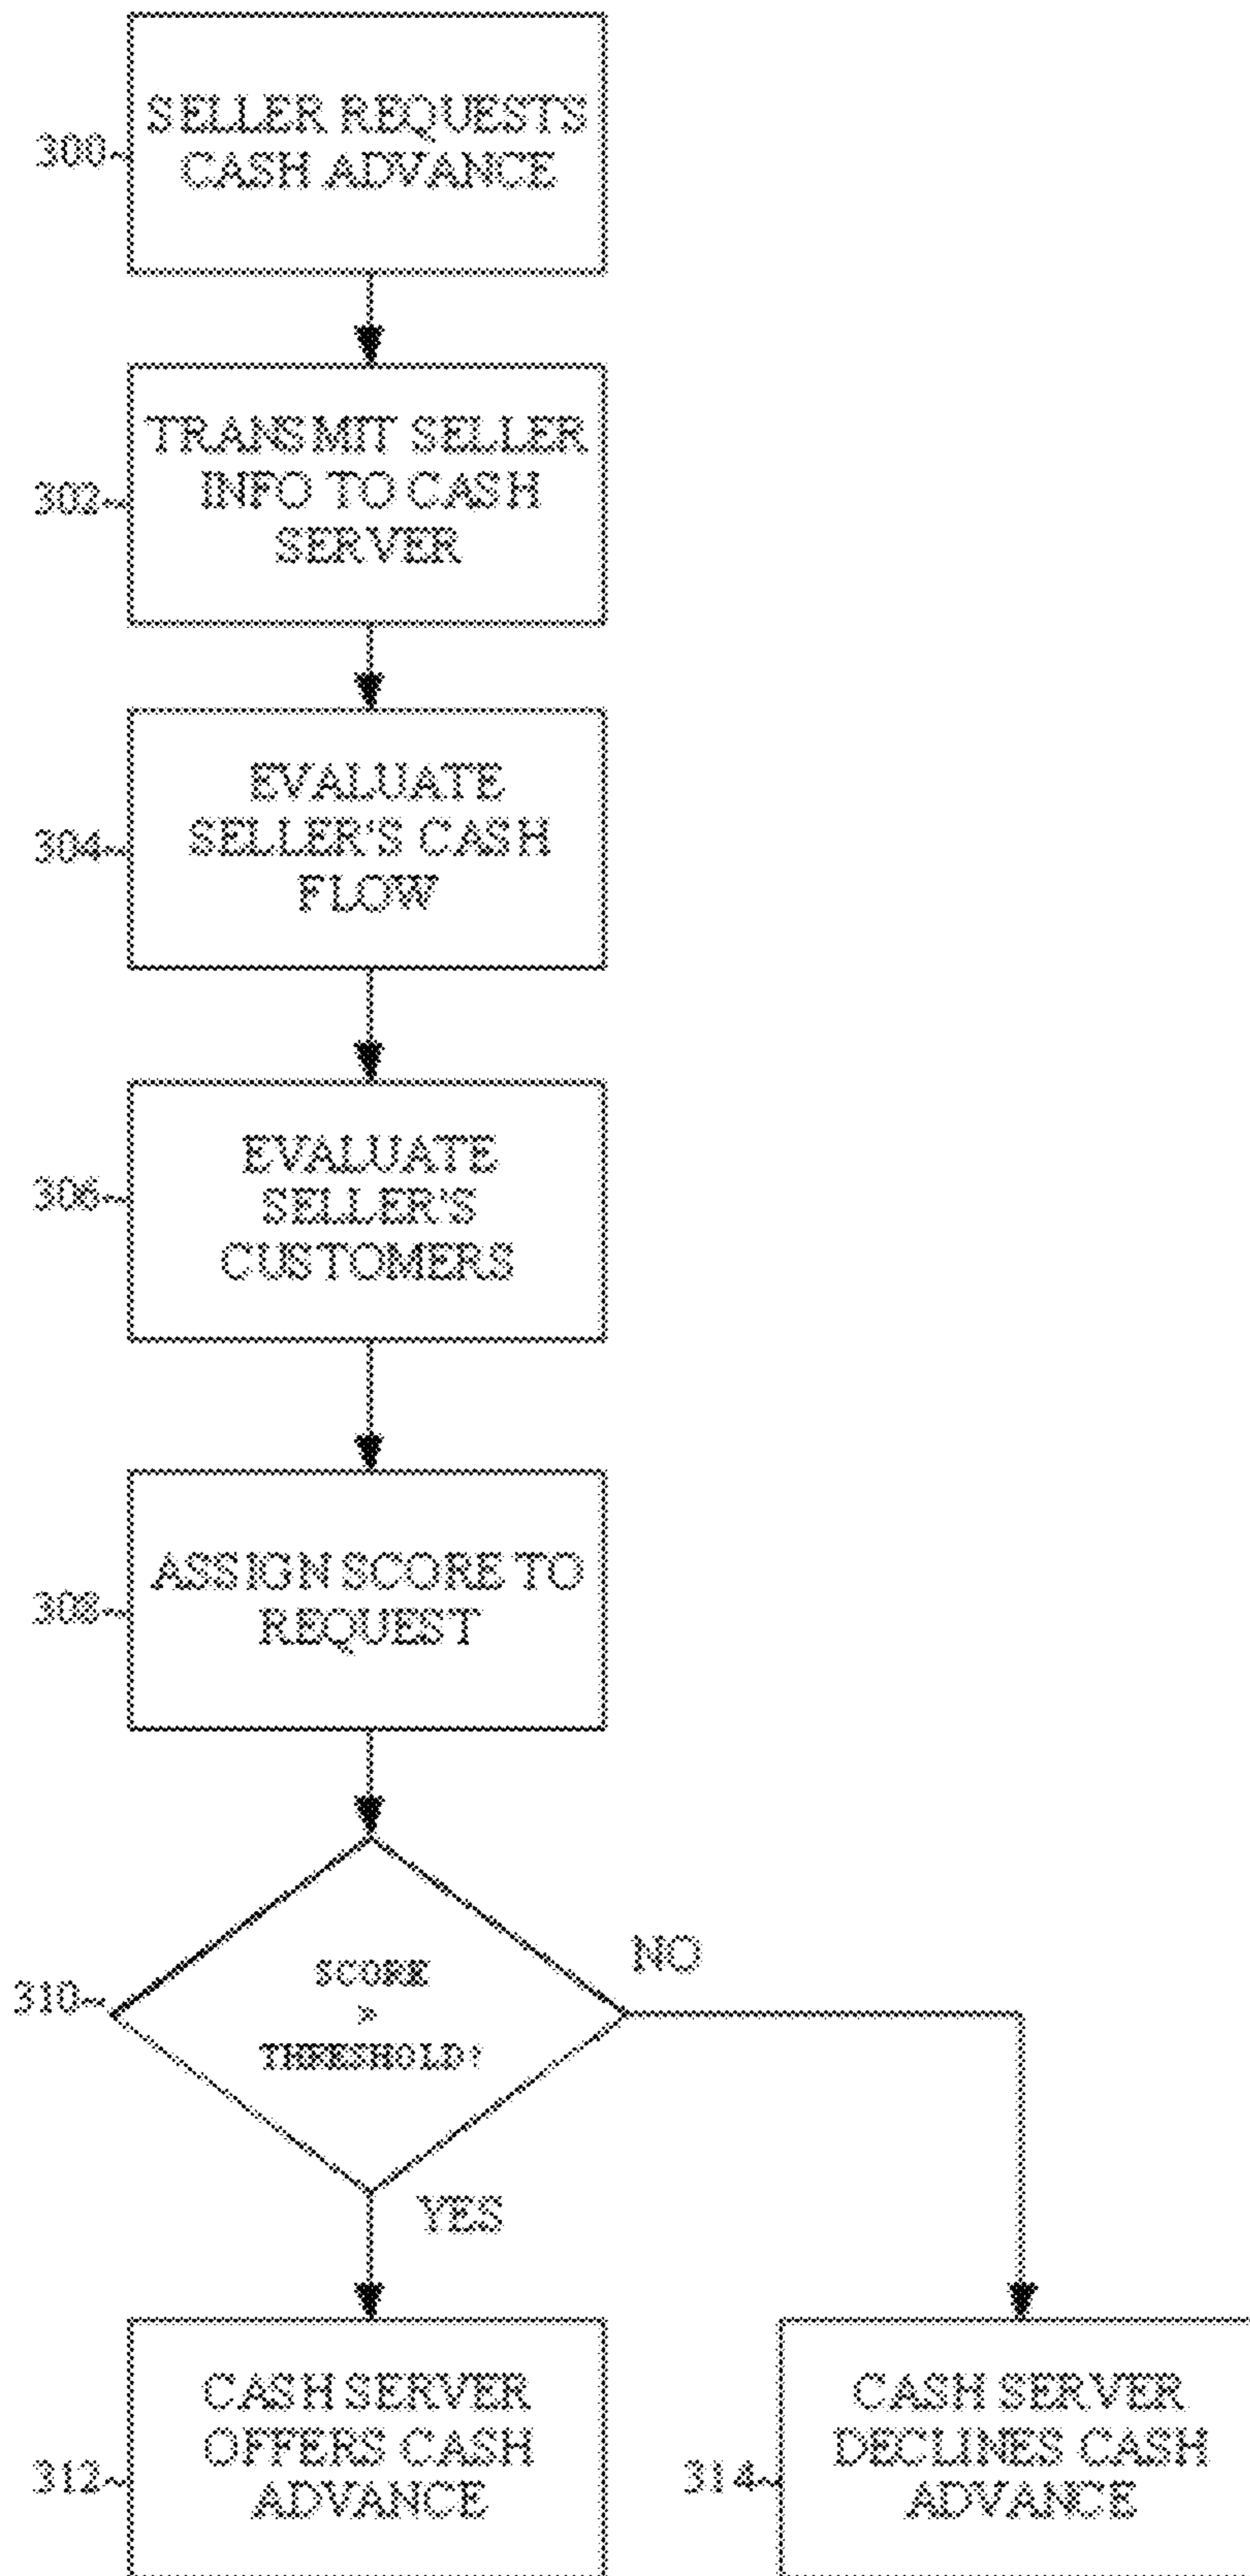 SELLER REQUESTS
CASH ADVANCE
300
TRANSMIT SELLER
INFO TO CASH
SERVER
302
EVALUATE
SELLER'S CASH
FLOW
304
EVALUATE
SELLER'S
CUSTOMERS
306
ASSIGN SCORE TO
REQUEST
308
SCORE
>
THRESHOLD?
310
NO
YES
CASH SERVER
OFFERS CASH
ADVANCE
312
CASH SERVER
DECLINES CASH
ADVANCE
314